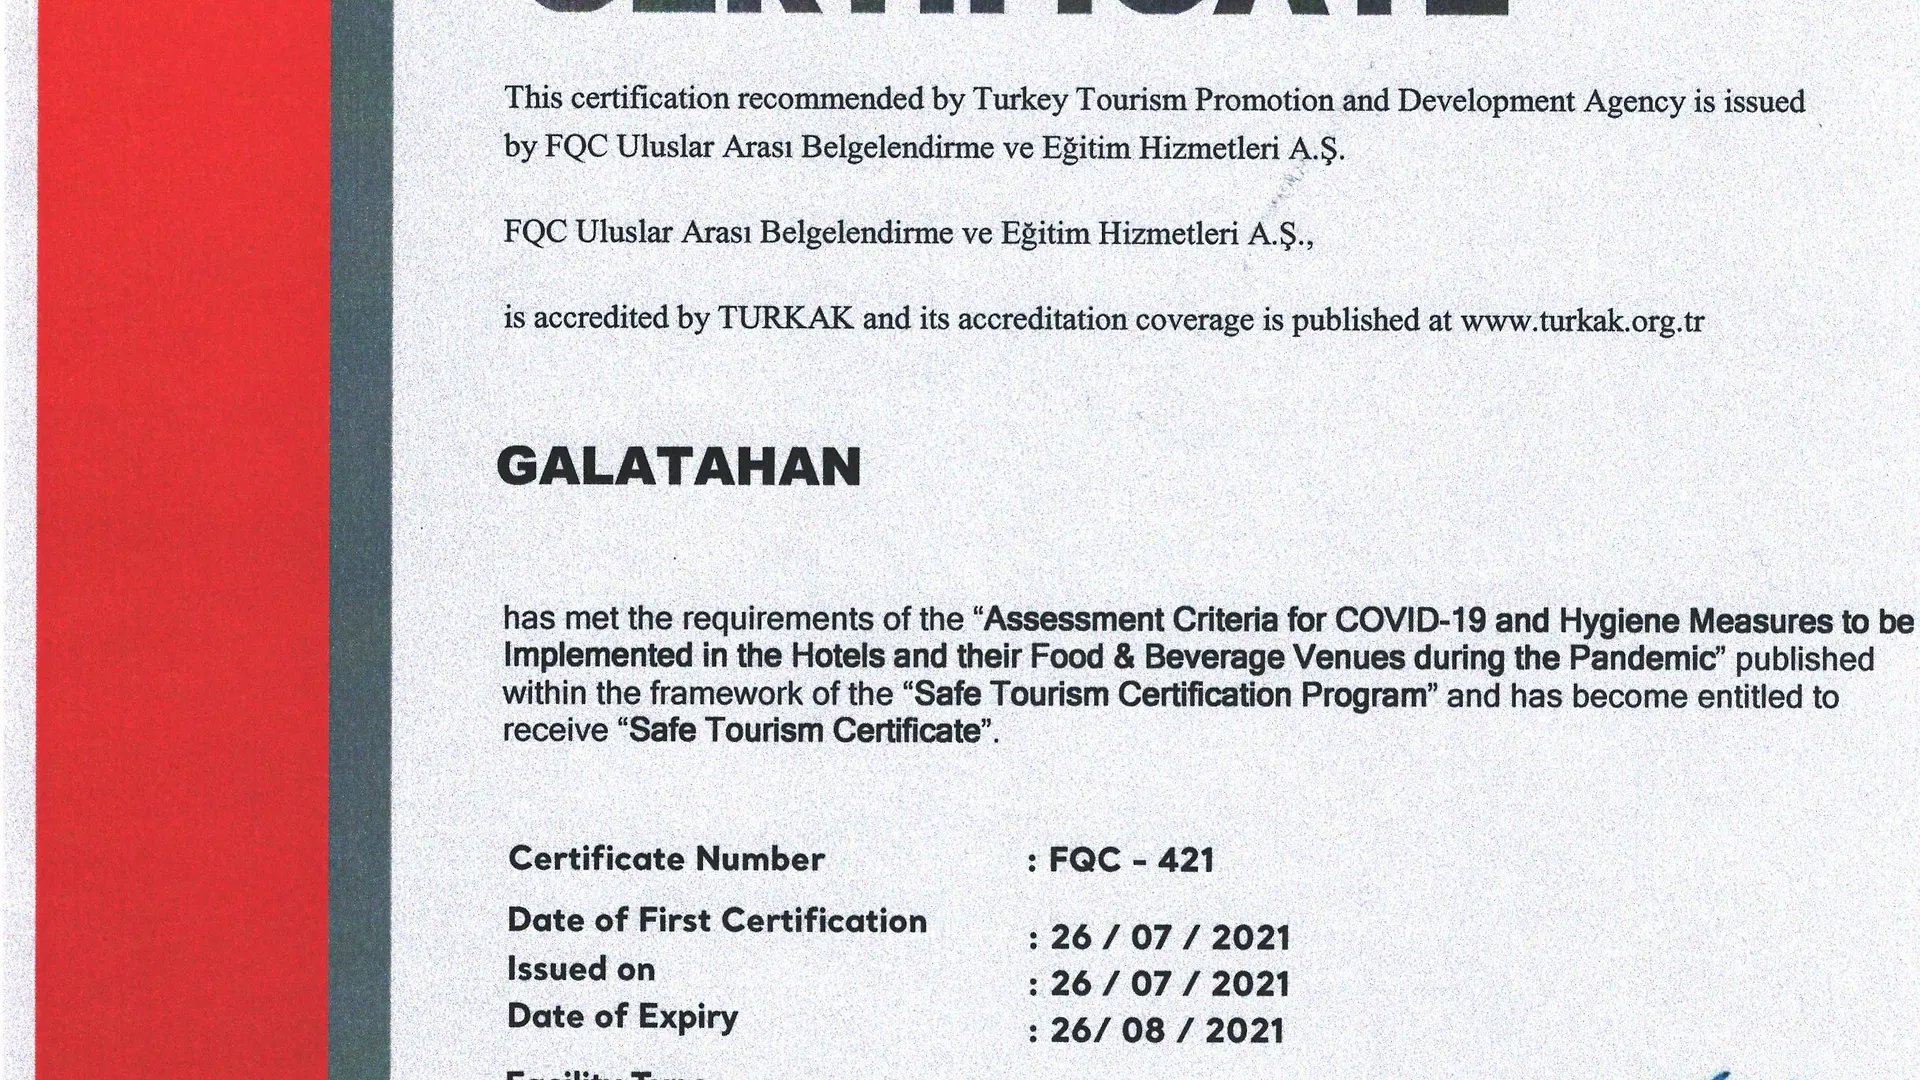 CERTIFICATE
This certification recommended by Turkey Tourism Promotion and Development Agency is issued
by FQC Uluslar Arası Belgelendirme ve Eğitim Hizmetleri A.Ş.
FQC Uluslar Arası Belgelendirme ve Eğitim Hizmetleri A.Ş.,
is accredited by TURKAK and its accreditation coverage is published at www.turkak.org.tr
GALATAHAN
has met the requirements of the “Assessment Criteria for COVID-19 and Hygiene Measures to be
Implemented in the Hotels and their Food & Beverage Venues during the Pandemic” published
within the framework of the “Safe Tourism Certification Program” and has become entitled to
receive “Safe Tourism Certificate”.
Certificate Number : FQC - 421
Date of First Certification : 26 / 07 / 2021
Issued on : 26 / 07 / 2021
Date of Expiry : 26/ 08 / 2021
Facility Type